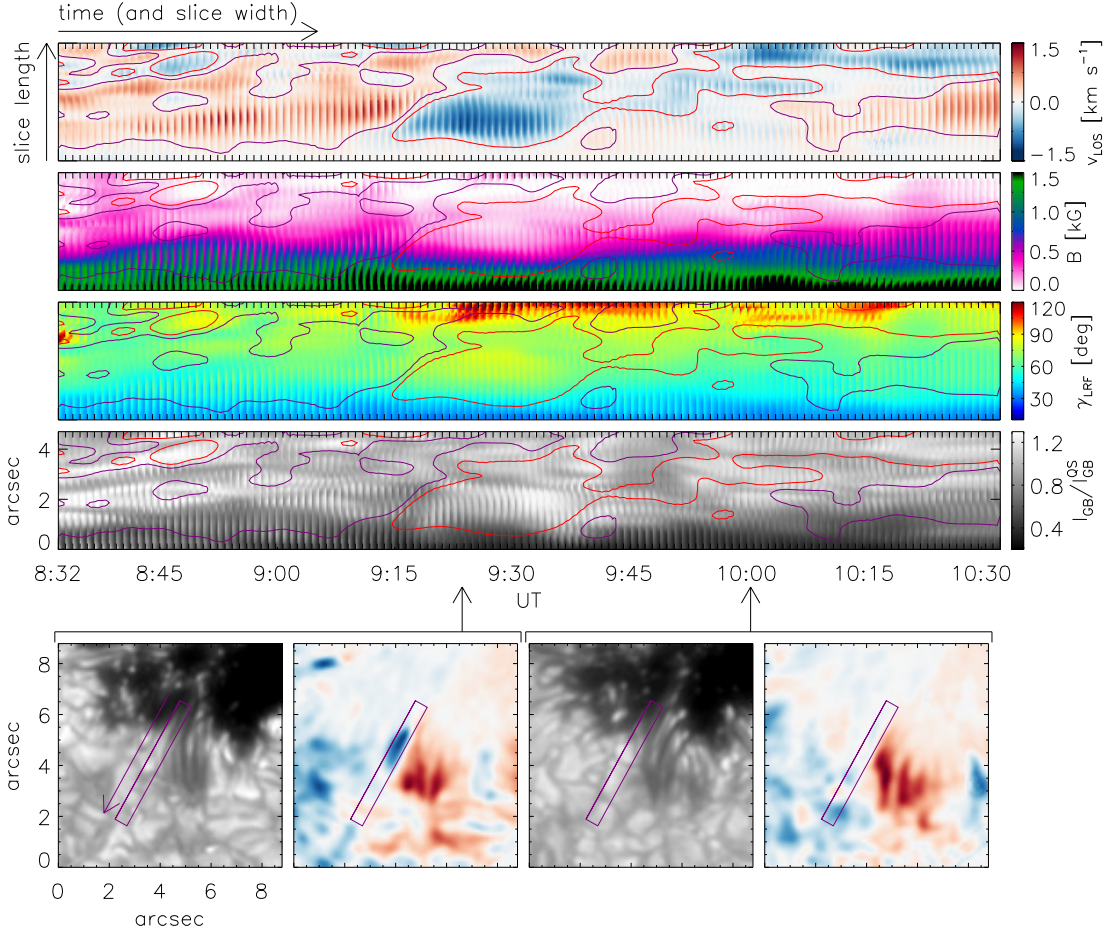 time (and slice width)
slice length
1.5
0.0
−1.5
v_LOS [km s⁻¹]
1.5
1.0
0.5
0.0
B [kG]
120
90
60
30
γ_LRF [deg]
4
2
0
arcsec
1.2
0.8
0.4
I_GB/I_GB^QS
8:32 8:45 9:00 9:15 9:30 9:45 10:00 10:15 10:30
UT
8
6
4
2
0
arcsec
0 2 4 6 8
arcsec